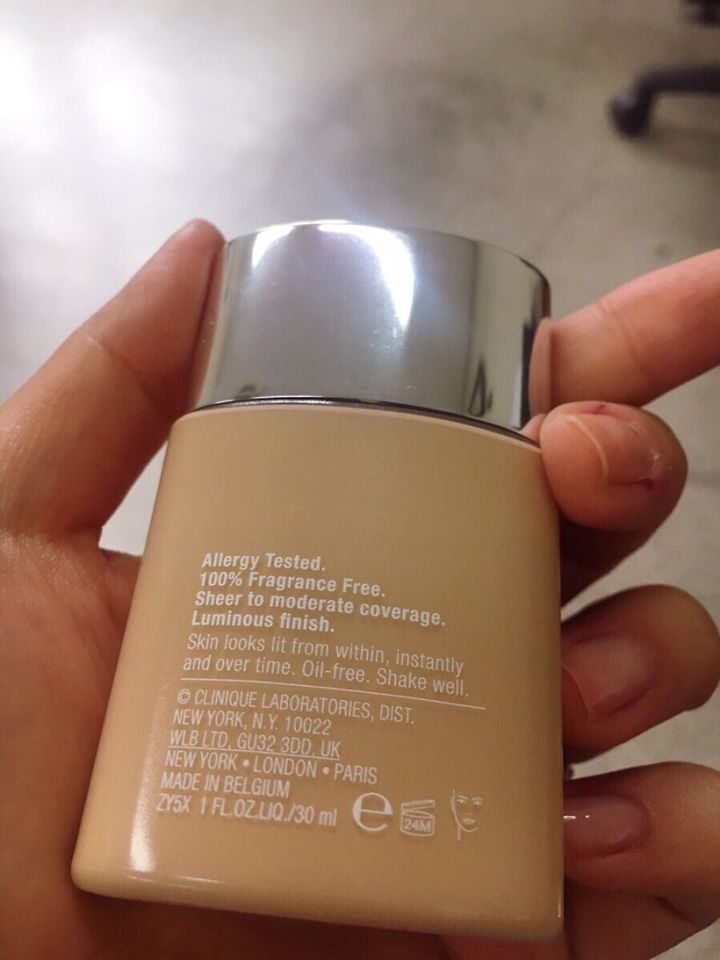 Allergy Tested.
100% Fragrance Free.
Sheer to moderate coverage.
Luminous finish.
Skin looks lit from within, instantly
and over time. Oil-free. Shake well.
© CLINIQUE LABORATORIES, DIST.
NEW YORK, N.Y. 10022
WLB LTD, GU32 3DD, UK
NEW YORK • LONDON • PARIS
MADE IN BELGIUM
ZY5X 1 FL.OZ.LIQ./30 ml e 24M